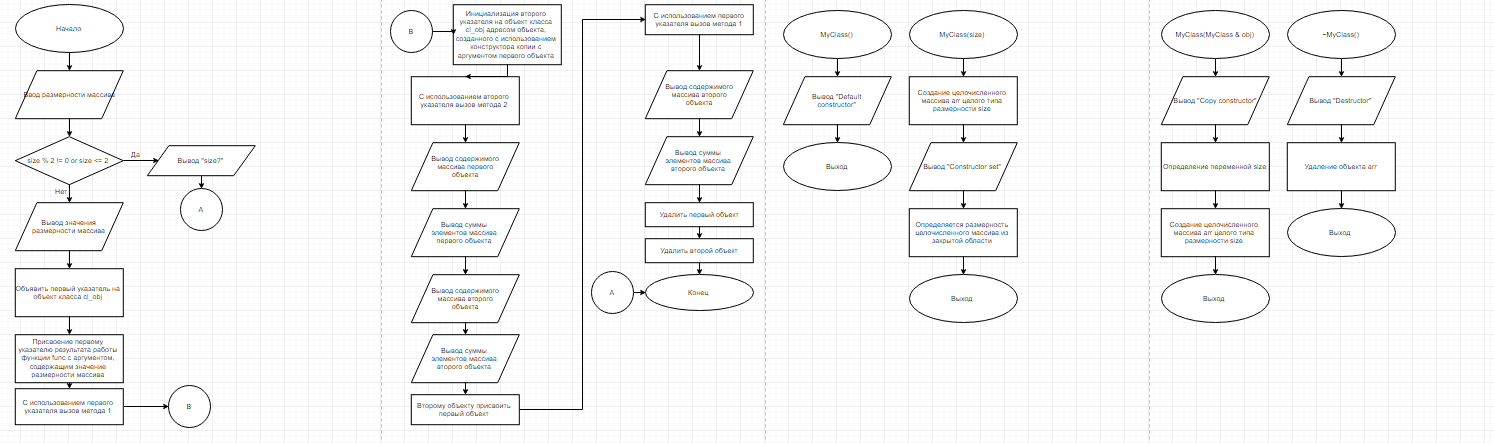 Начало
Ввод размерности массива
size % 2 != 0 or size <= 2
Да
Вывод "size?"
A
Нет
Вывод значения
размерности массива
Объявить первый указатель на
объект класса cl_obj
Присвоение первому
указателю результата работы
функции func с аргументом,
содержащим значение
размерности массива
С использованием первого
указателя вызов метода 1
B
B
Инициализация второго
указателя на объект класса
cl_obj адресом объекта,
созданного с использованием
конструктора копии с
аргументом первого объекта
С использованием второго
указателя вызов метода 2
Вывод содержимого
массива первого
объекта
Вывод суммы
элементов массива
первого объекта
Вывод содержимого
массива второго
объекта
Вывод суммы
элементов массива
второго объекта
Второму объекту присвоить
первый объект
С использованием первого
указателя вызов метода 1
Вывод содержимого
массива второго
объекта
Вывод суммы
элементов массива
второго объекта
Удалить первый объект
Удалить второй объект
A
Конец
MyClass()
Вывод "Default
constructor"
Выход
MyClass(size)
Создание целочисленного
массива arr целого типа
размерности size
Вывод "Constructor set"
Определяется размерность
целочисленного массива из
закрытой области
Выход
MyClass(MyClass & obj)
Вывод "Copy constructor"
Определение переменной size
Создание целочисленного
массива arr целого типа
размерности size
Выход
~MyClass()
Вывод "Destructor"
Удаление объекта arr
Выход